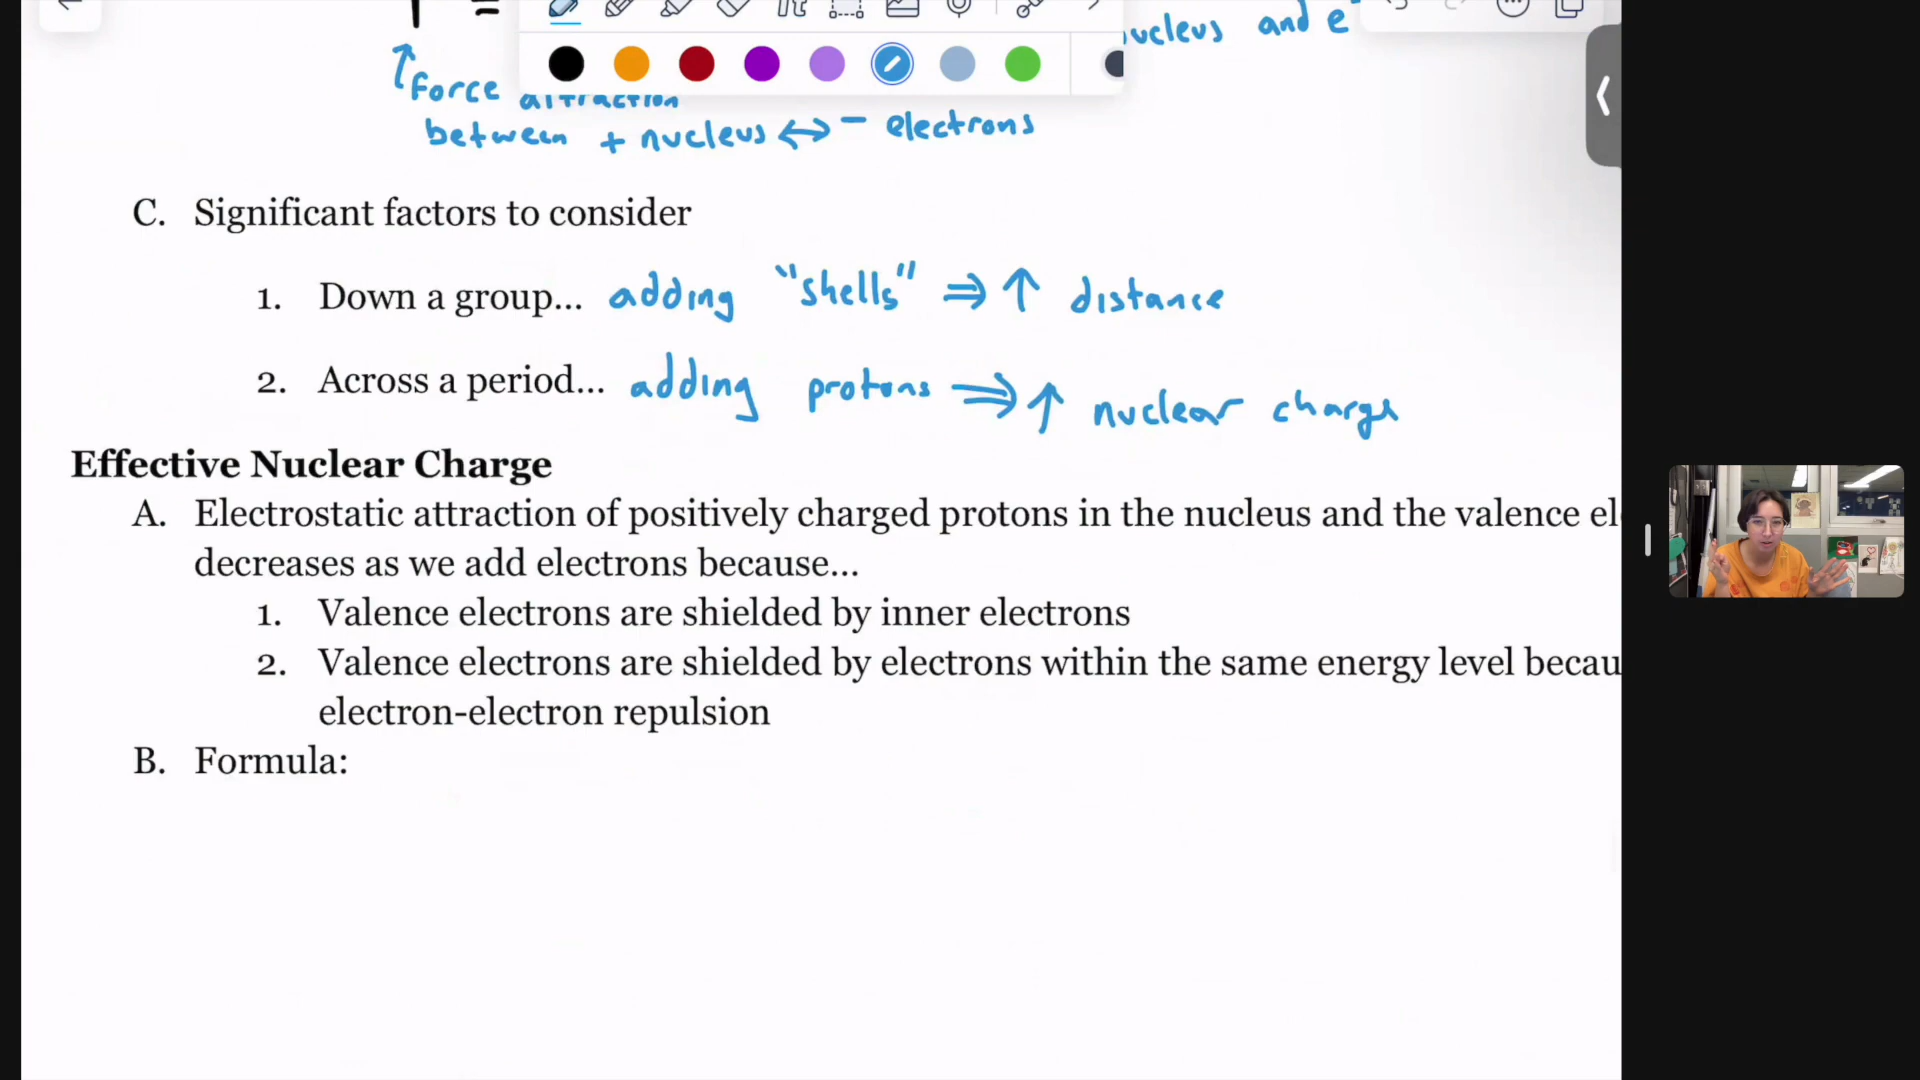 nucleus and e
force attraction
between + nucleus ↔ − electrons
C. Significant factors to consider
1. Down a group... adding "shells" ⇒ ↑ distance
2. Across a period... adding protons ⇒ ↑ nuclear charge
Effective Nuclear Charge
A. Electrostatic attraction of positively charged protons in the nucleus and the valence el
decreases as we add electrons because...
1. Valence electrons are shielded by inner electrons
2. Valence electrons are shielded by electrons within the same energy level becau
electron-electron repulsion
B. Formula: